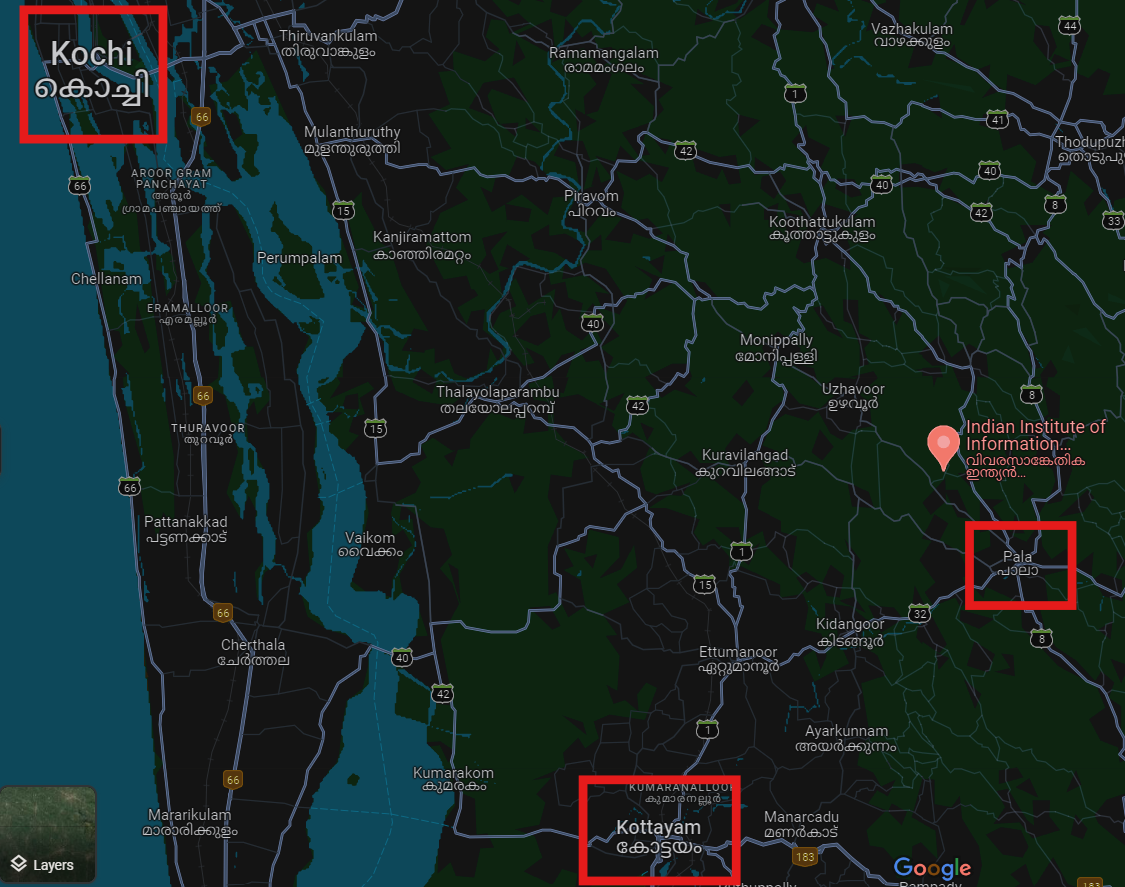 Kochi
കൊച്ചി
Thiruvankulam
തിരുവാങ്കുളം
Ramamangalam
രാമമംഗലം
Vazhakulam
വാഴക്കുളം
44
1
66
41
Mulanthuruthy
മുളന്തുരുത്തി
42
Thodupuzh
തൊടുപുഴ
AROOR GRAM
PANCHAYAT
അരൂർ
ഗ്രാമപഞ്ചായത്ത്
66
40
40
Piravom
പിറവം
15
42
8
33
Koothattukulam
കൂത്താട്ടുകുളം
Kanjiramattom
കാഞ്ഞിരമറ്റം
Perumpalam
Chellanam
ERAMALLOOR
എരമല്ലൂർ
40
Monippally
മോനിപ്പള്ളി
66
Thalayolaparambu
തലയോലപ്പറമ്പ്
42
Uzhavoor
ഉഴവൂർ
8
THURAVOOR
തുറവൂർ
15
Indian Institute of
Information...
വിവരസാങ്കേതിക
ഇന്ത്യൻ...
Kuravilangad
കുറവിലങ്ങാട്
66
Pattanakkad
പട്ടണക്കാട്
Vaikom
വൈക്കം
1
Pala
പാലാ
15
66
32
Kidangoor
കിടങ്ങൂർ
8
Cherthala
ചേർത്തല
40
Ettumanoor
ഏറ്റുമാനൂർ
42
1
Ayarkunnam
അയർക്കുന്നം
66
Kumarakom
കുമരകം
KUMARANALLOOR
കുമാരനല്ലൂർ
Mararikulam
മാരാരിക്കുളം
Kottayam
കോട്ടയം
Manarcadu
മണർകാട്
183
Layers
Google
183